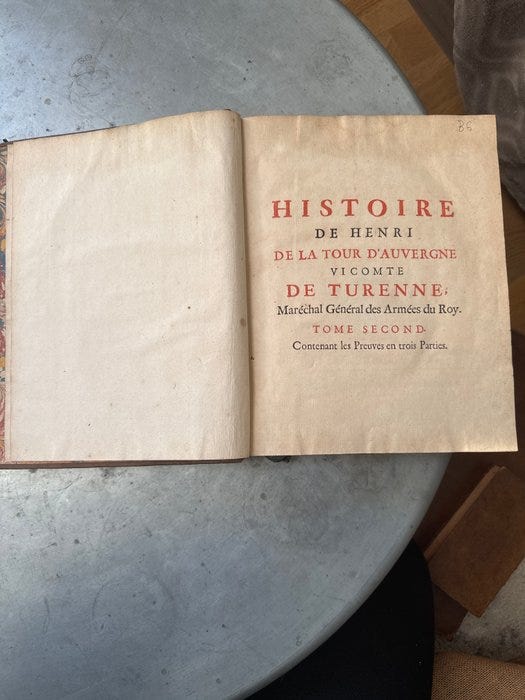 B6
HISTOIRE
DE HENRI
DE LA TOUR D'AUVERGNE
VICOMTE
DE TURENNE,
Maréchal Général des Armées du Roy.
TOME SECOND.
Contenant les Preuves en trois Parties.